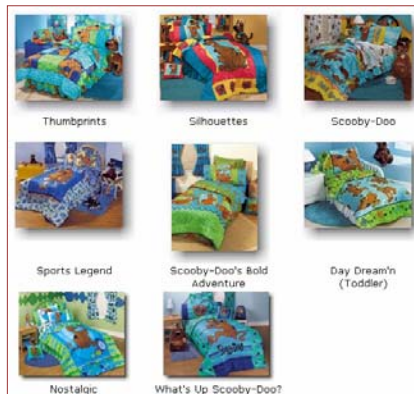 Thumbprints
Silhouettes
Scooby-Doo
Sports Legend
Scooby-Doo's Bold
Adventure
Day Dream'n
(Toddler)
Nostalgic
What's Up Scooby-Doo?